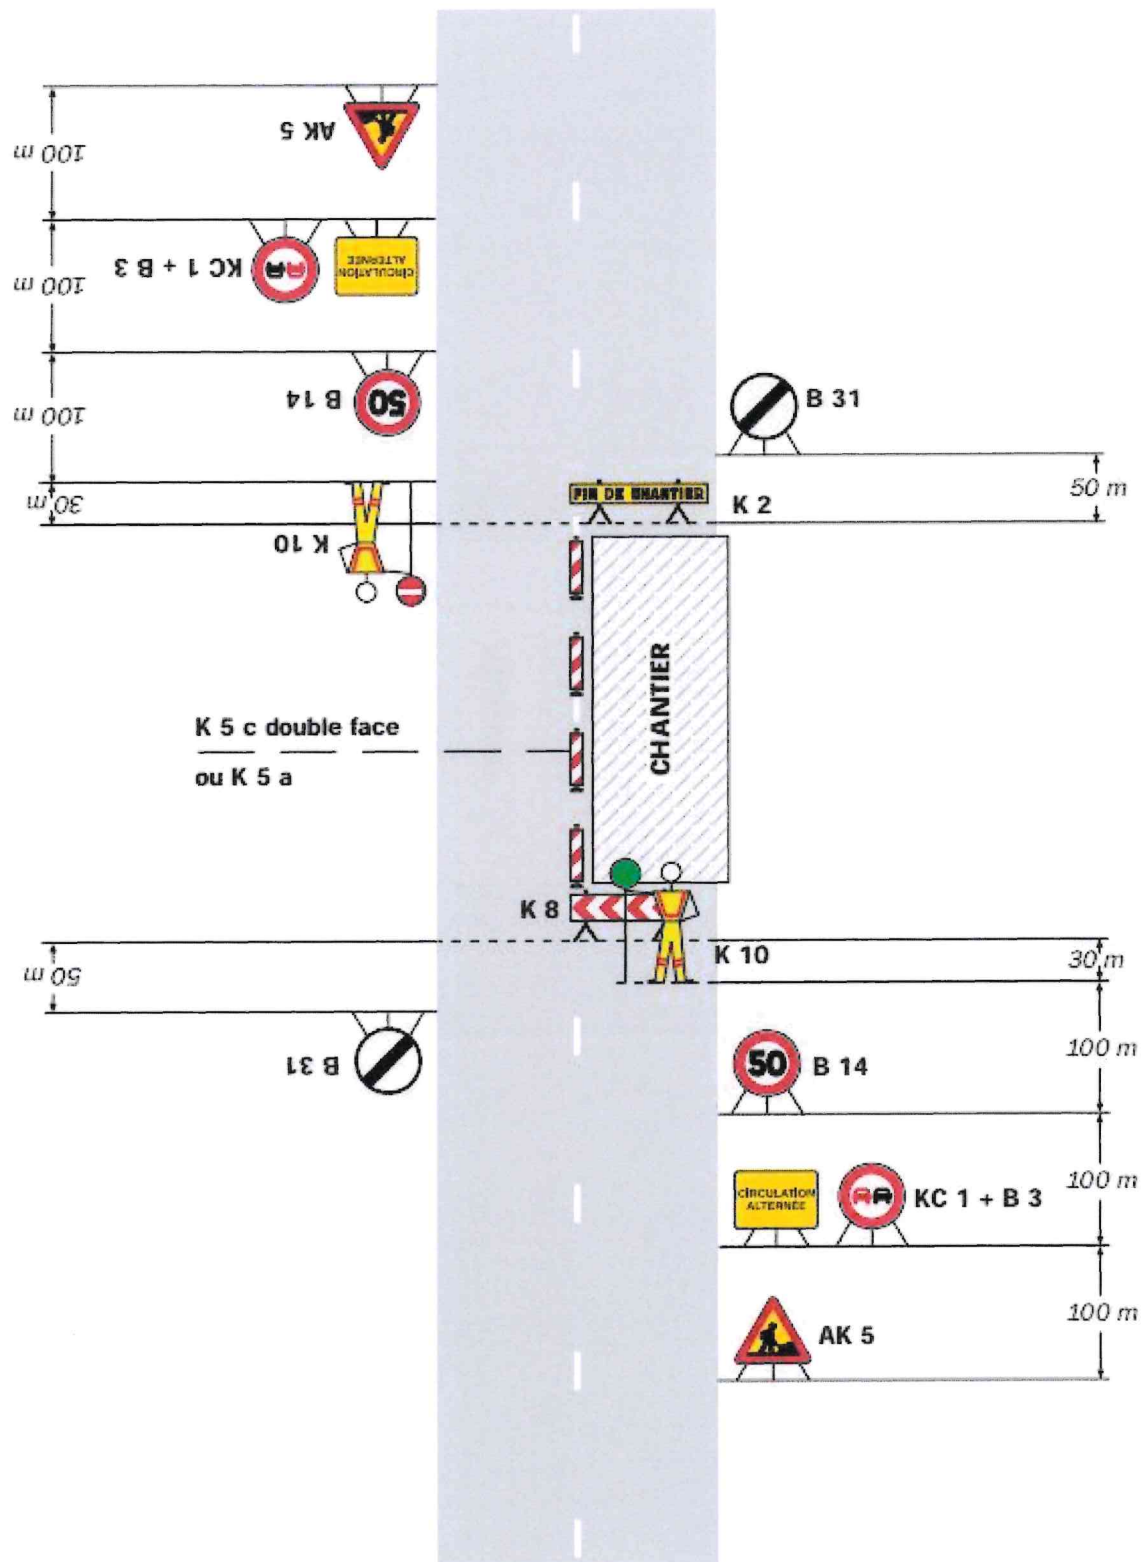 AK 5
100 m
CIRCULATION
ALTERNÉE
KC 1 + B 3
100 m
50
B 14
100 m
B 31
50 m
30 m
FIN DE CHANTIER
K 2
K 10
CHANTIER
K 5 c double face
ou K 5 a
K 8
K 10
30 m
50 m
B 31
50
B 14
100 m
CIRCULATION
ALTERNÉE
KC 1 + B 3
100 m
AK 5
100 m